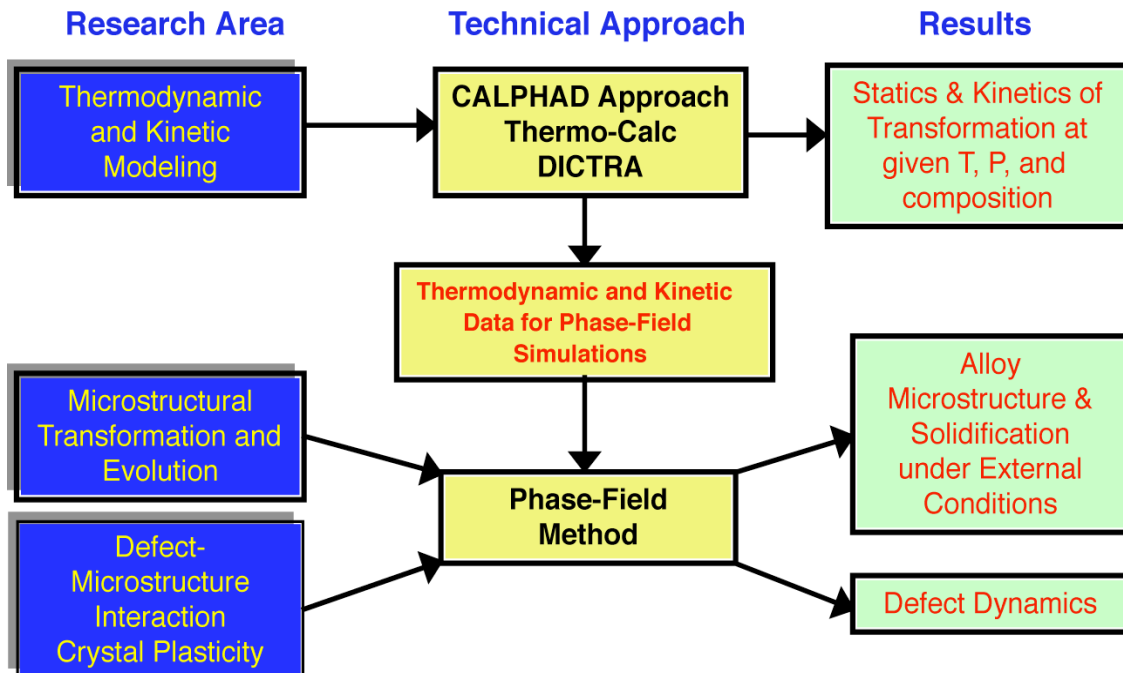 Research Area
Technical Approach
Results
Thermodynamic
and Kinetic
Modeling
CALPHAD Approach
Thermo-Calc
DICTRA
Statics & Kinetics of
Transformation at
given T, P, and
composition
Thermodynamic and Kinetic
Data for Phase-Field
Simulations
Microstructural
Transformation and
Evolution
Phase-Field
Method
Alloy
Microstructure &
Solidification
under External
Conditions
Defect-
Microstructure
Interaction
Crystal Plasticity
Defect Dynamics